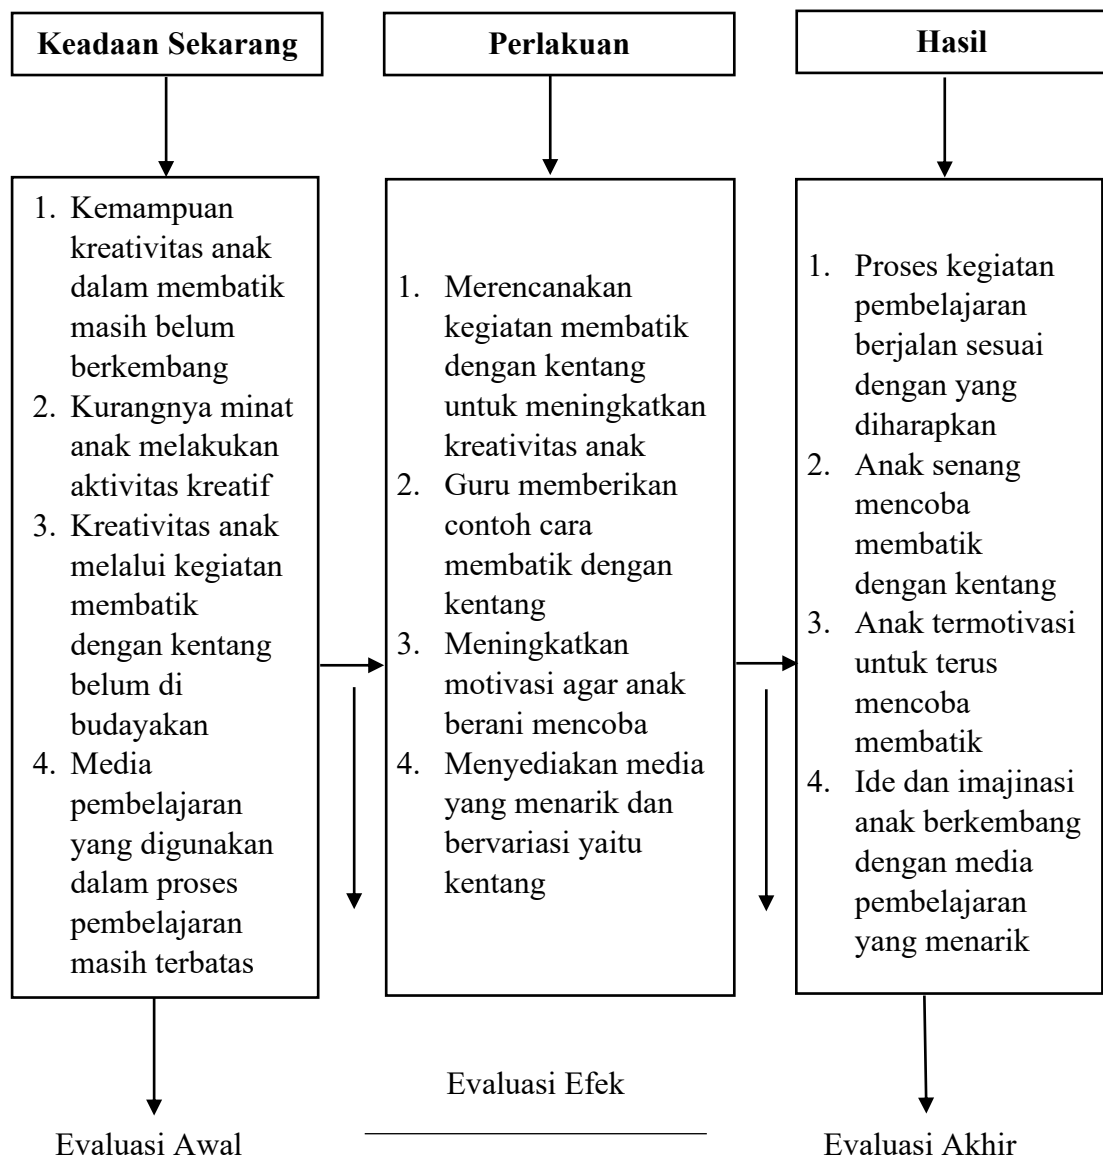 Keadaan Sekarang
Perlakuan
Hasil
1. Kemampuan
kreativitas anak
dalam membatik
masih belum
berkembang
2. Kurangnya minat
anak melakukan
aktivitas kreatif
3. Kreativitas anak
melalui kegiatan
membatik
dengan kentang
belum di
budayakan
4. Media
pembelajaran
yang digunakan
dalam proses
pembelajaran
masih terbatas
1. Merencanakan
kegiatan membatik
dengan kentang
untuk meningkatkan
kreativitas anak
2. Guru memberikan
contoh cara
membatik dengan
kentang
3. Meningkatkan
motivasi agar anak
berani mencoba
4. Menyediakan media
yang menarik dan
bervariasi yaitu
kentang
1. Proses kegiatan
pembelajaran
berjalan sesuai
dengan yang
diharapkan
2. Anak senang
mencoba
membatik
dengan kentang
3. Anak termotivasi
untuk terus
mencoba
membatik
4. Ide dan imajinasi
anak berkembang
dengan media
pembelajaran
yang menarik
Evaluasi Efek
Evaluasi Awal
Evaluasi Akhir